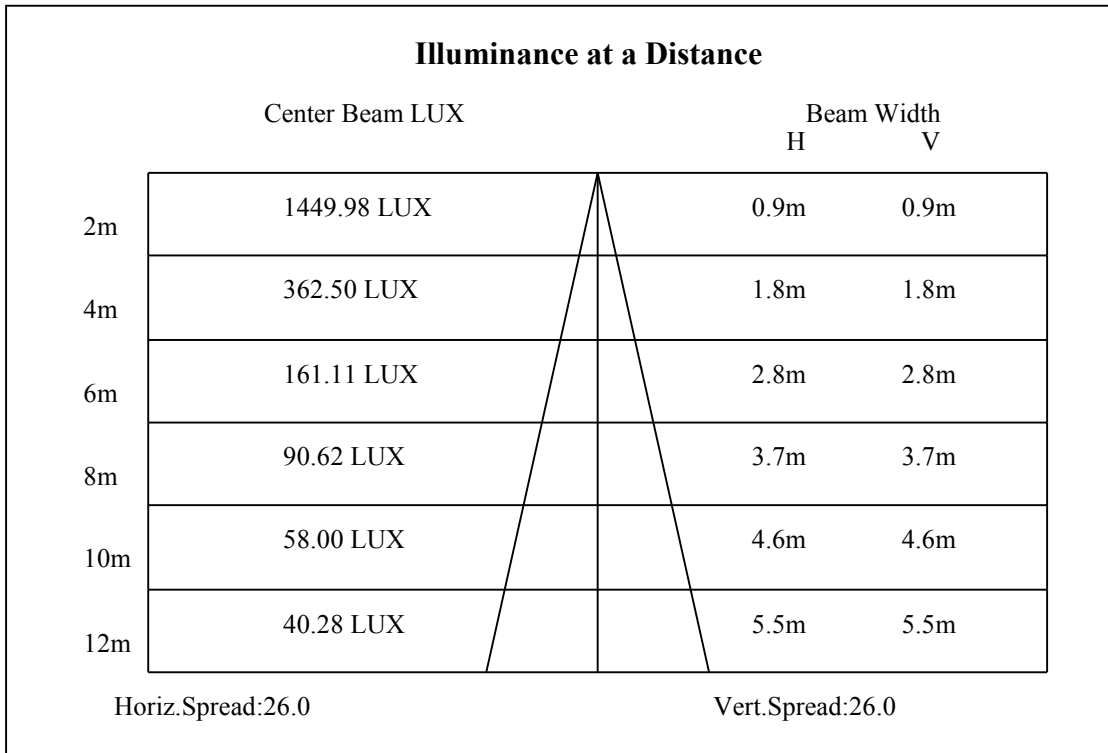 Illuminance at a Distance
Center Beam LUX Beam Width
H V
2m 1449.98 LUX 0.9m 0.9m
4m 362.50 LUX 1.8m 1.8m
6m 161.11 LUX 2.8m 2.8m
8m 90.62 LUX 3.7m 3.7m
10m 58.00 LUX 4.6m 4.6m
12m 40.28 LUX 5.5m 5.5m
Horiz.Spread:26.0 Vert.Spread:26.0